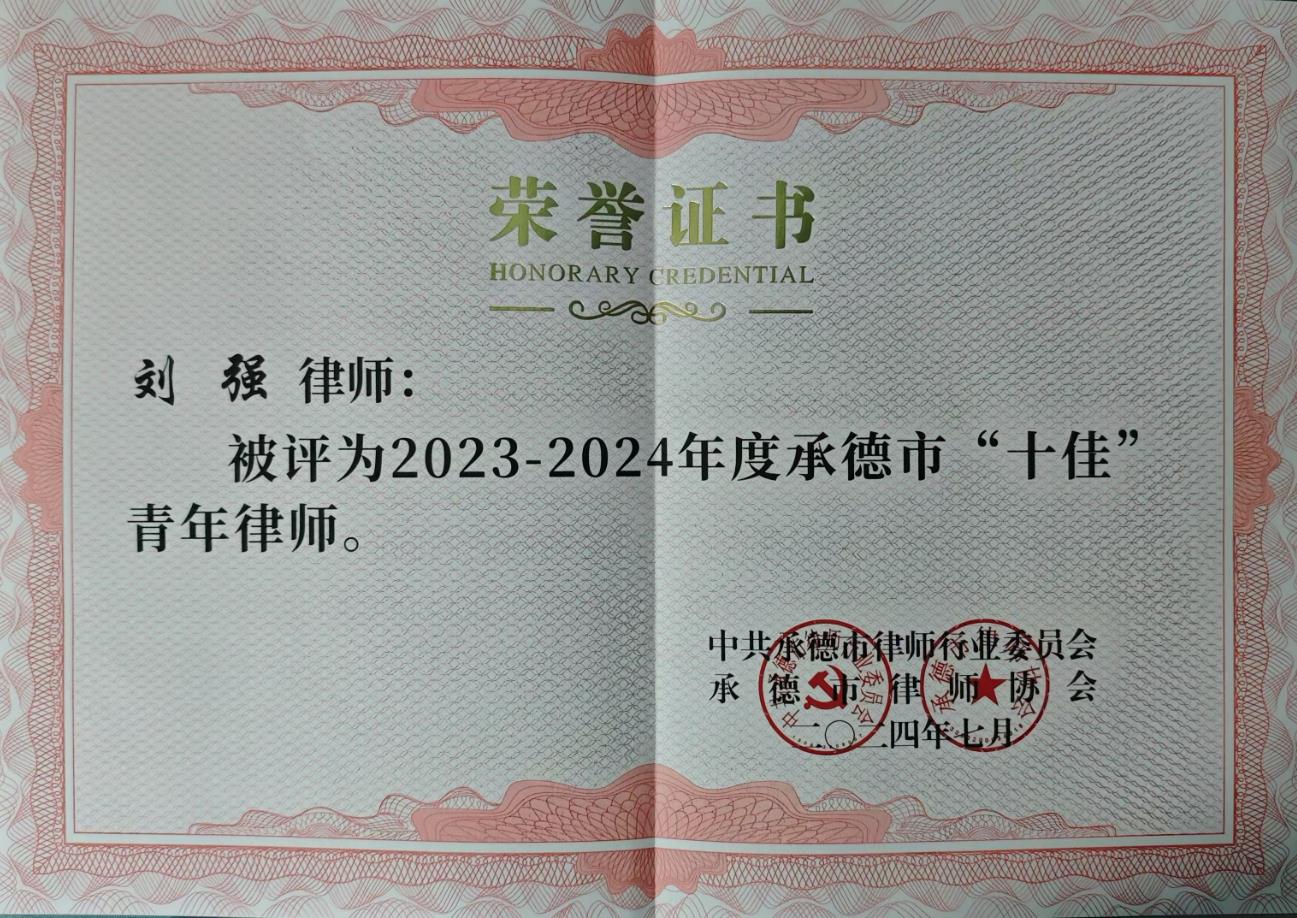 荣誉证书
HONORARY CREDENTIAL
刘 强 律师：
被评为2023-2024年度承德市“十佳”
青年律师。
中共承德市律师行业委员会
承德市律师协会
二〇二四年七月